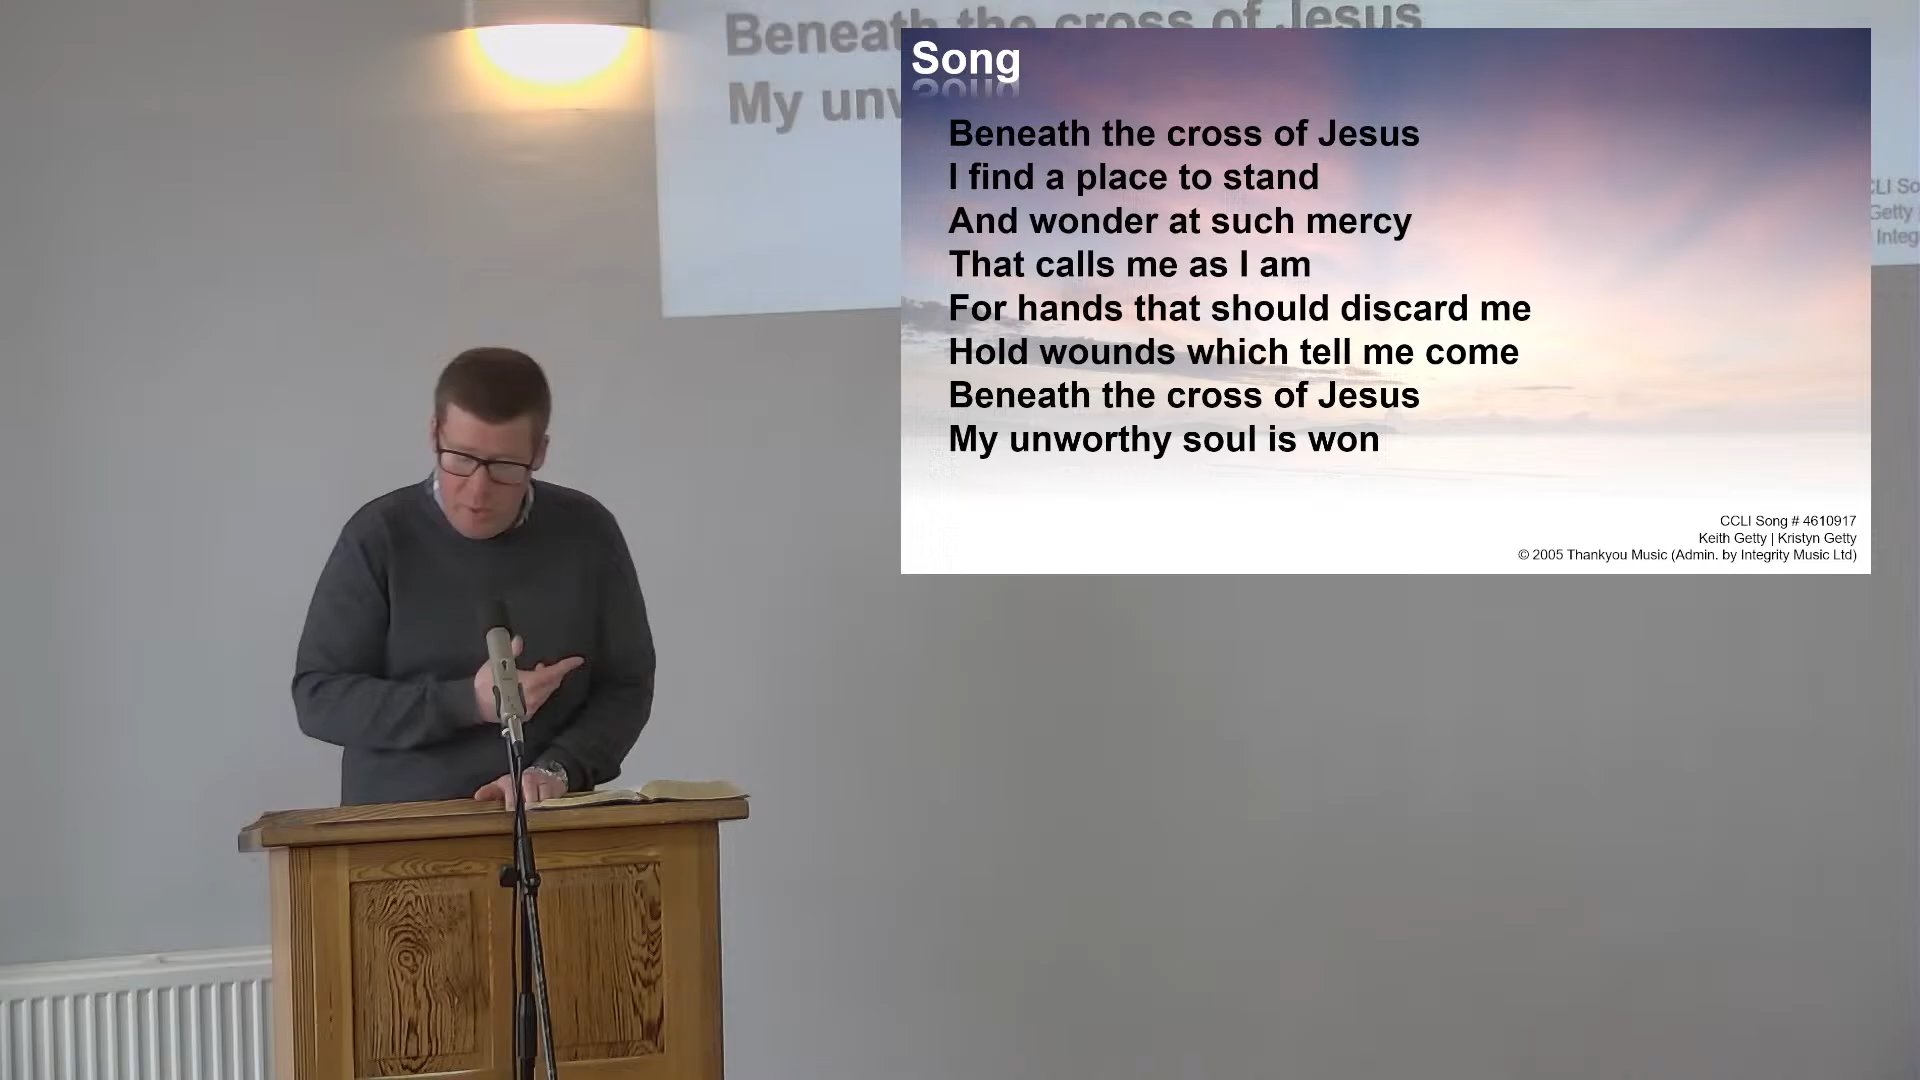 Beneath the cross of Jesus
My
Song
Beneath the cross of Jesus
I find a place to stand
And wonder at such mercy
That calls me as I am
For hands that should discard me
Hold wounds which tell me come
Beneath the cross of Jesus
My unworthy soul is won
CCLI Song # 4610917
Keith Getty | Kristyn Getty
© 2005 Thankyou Music (Admin. by Integrity Music Ltd)
Getty